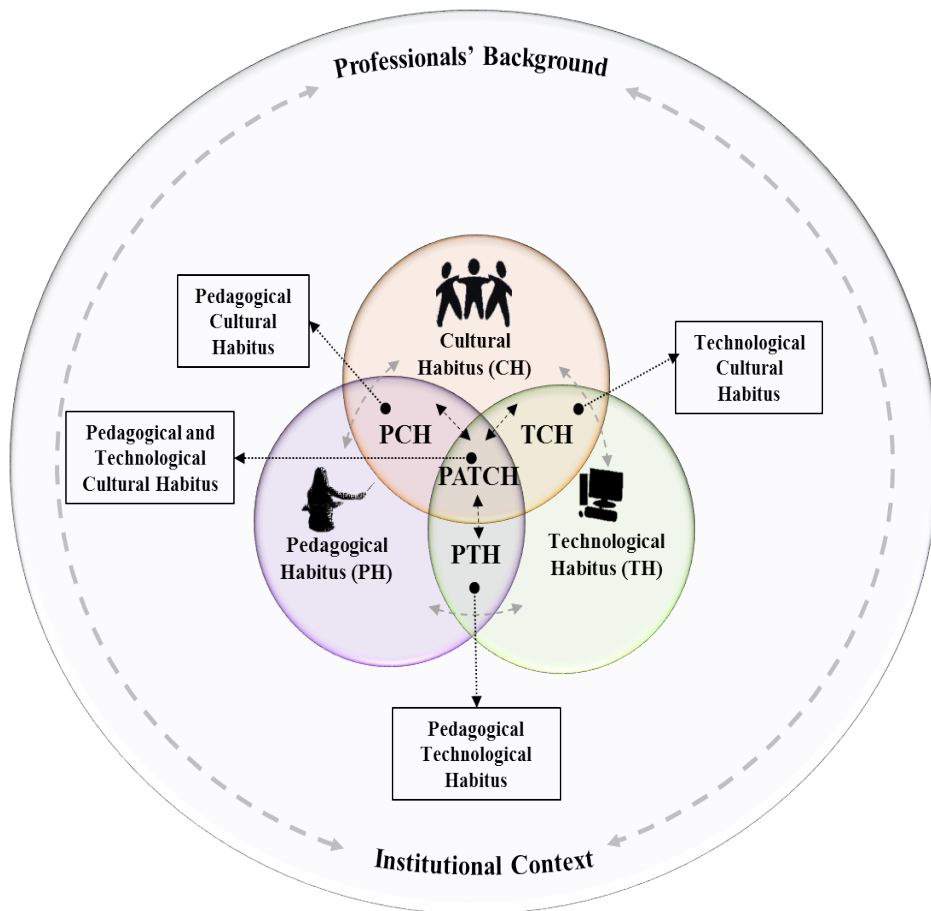 Professionals' Background
Pedagogical
Cultural
Habitus
Cultural
Habitus (CH)
Technological
Cultural
Habitus
Pedagogical and
Technological
Cultural Habitus
PCH
TCH
PATCH
Pedagogical
Habitus (PH)
PTH
Technological
Habitus (TH)
Pedagogical
Technological
Habitus
Institutional Context